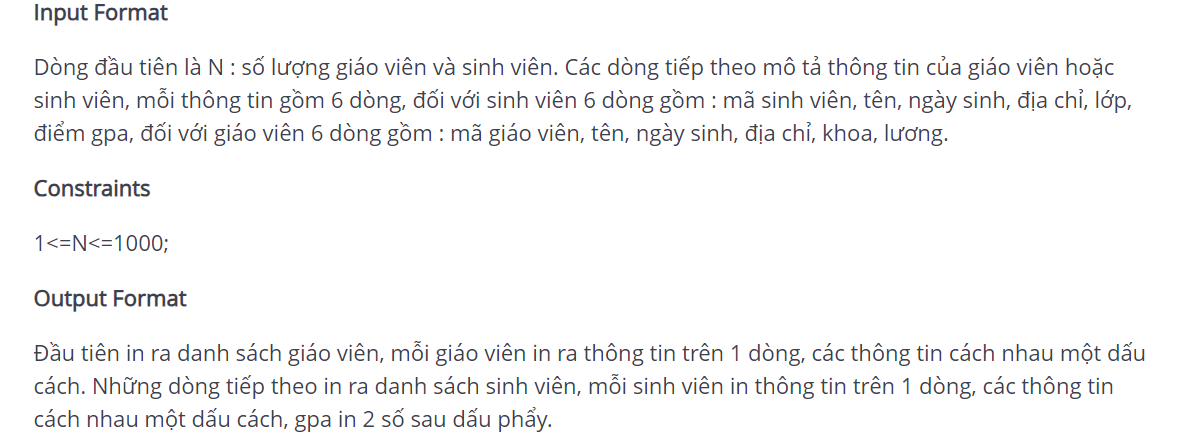 Input Format
Dòng đầu tiên là N : số lượng giáo viên và sinh viên. Các dòng tiếp theo mô tả thông tin của giáo viên hoặc
sinh viên, mỗi thông tin gồm 6 dòng, đối với sinh viên 6 dòng gồm : mã sinh viên, tên, ngày sinh, địa chỉ, lớp,
điểm gpa, đối với giáo viên 6 dòng gồm : mã giáo viên, tên, ngày sinh, địa chỉ, khoa, lương.
Constraints
1<=N<=1000;
Output Format
Đầu tiên in ra danh sách giáo viên, mỗi giáo viên in ra thông tin trên 1 dòng, các thông tin cách nhau một dấu
cách. Những dòng tiếp theo in ra danh sách sinh viên, mỗi sinh viên in thông tin trên 1 dòng, các thông tin
cách nhau một dấu cách, gpa in 2 số sau dấu phẩy.